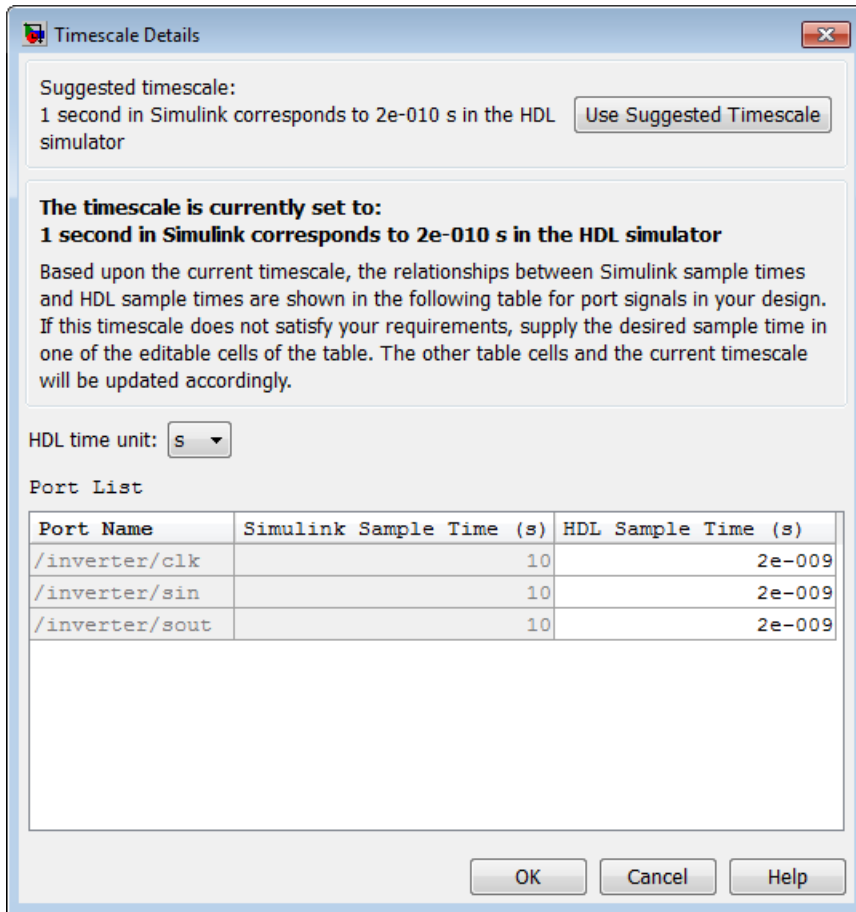 Timescale Details
Suggested timescale:
1 second in Simulink corresponds to 2e-010 s in the HDL
simulator
Use Suggested Timescale
The timescale is currently set to:
1 second in Simulink corresponds to 2e-010 s in the HDL simulator
Based upon the current timescale, the relationships between Simulink sample times
and HDL sample times are shown in the following table for port signals in your design.
If this timescale does not satisfy your requirements, supply the desired sample time in
one of the editable cells of the table. The other table cells and the current timescale
will be updated accordingly.
HDL time unit: s
Port List
Port Name Simulink Sample Time (s) HDL Sample Time (s)
/inverter/clk 10 2e-009
/inverter/sin 10 2e-009
/inverter/sout 10 2e-009
OK Cancel Help